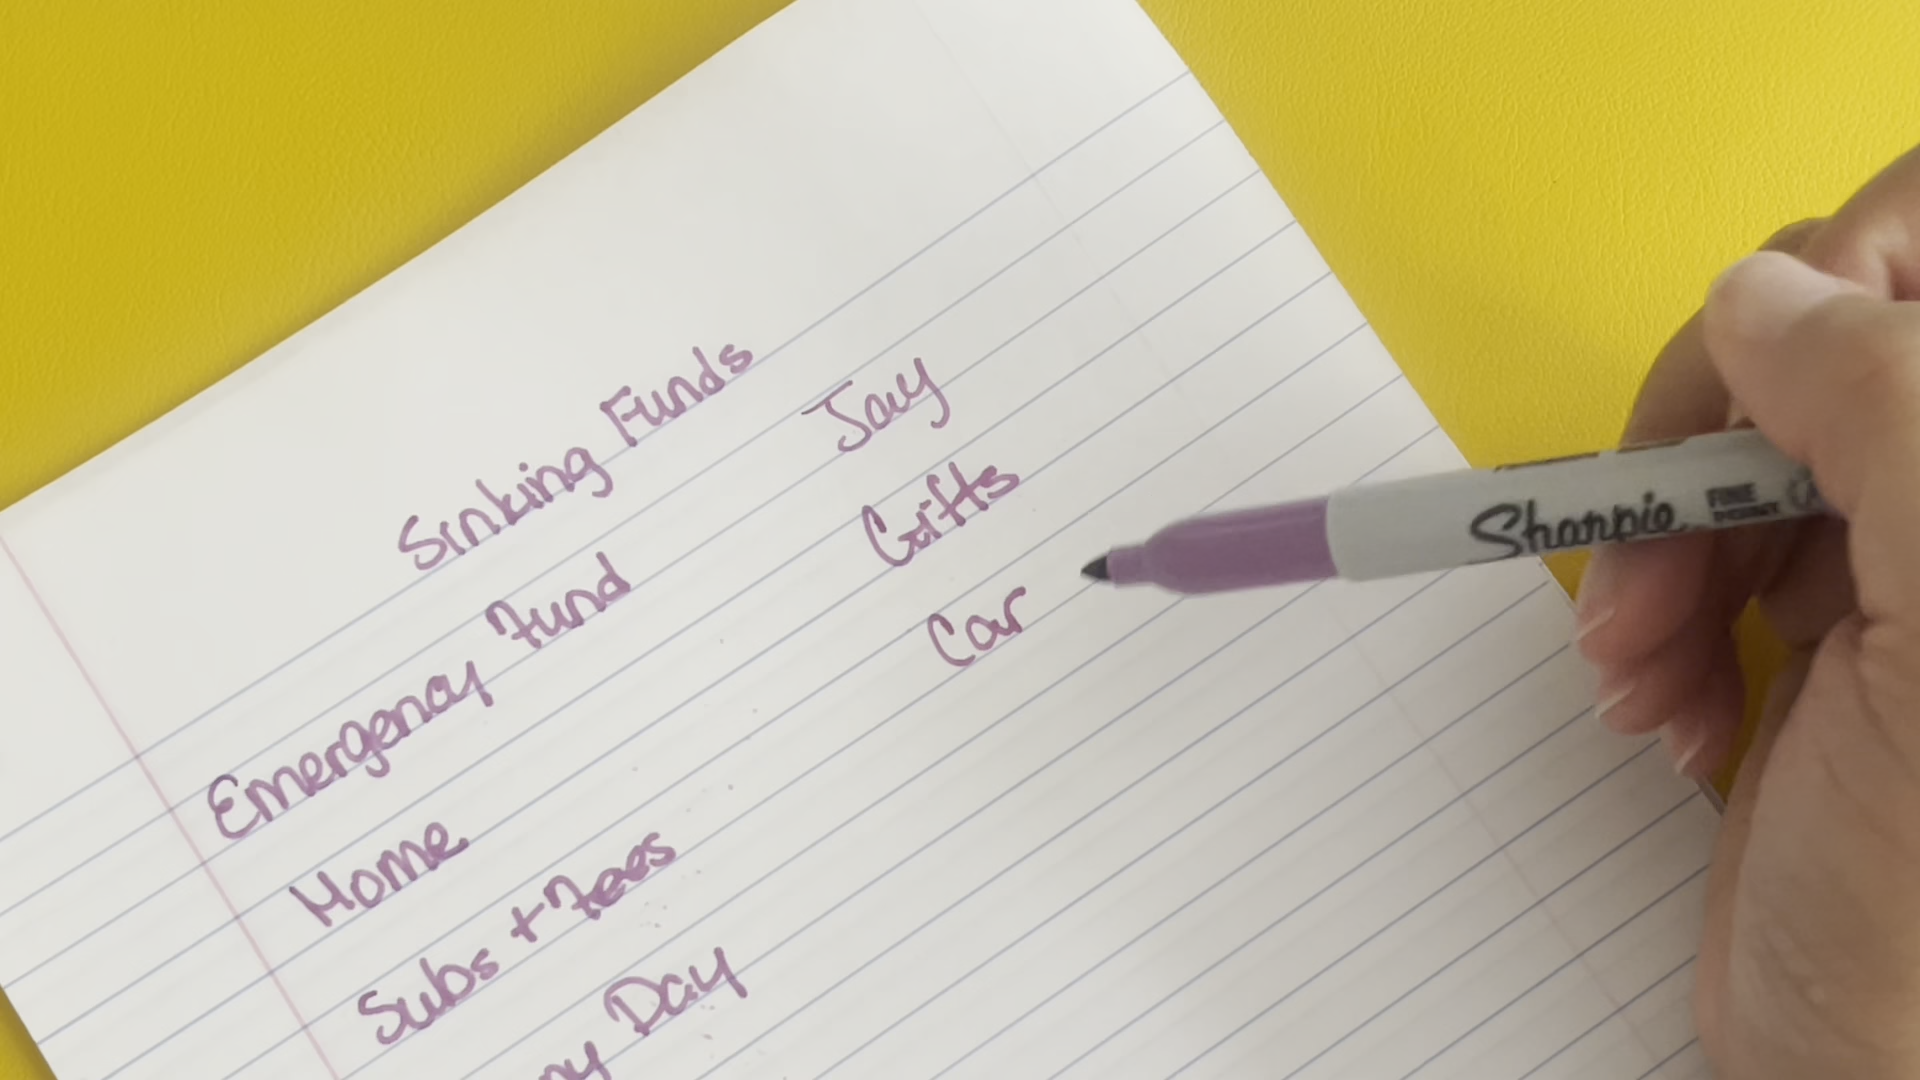 Sinking Funds
Emergency Fund
Home
Subs + Fees
Day
Jay
Gifts
Car
Sharpie
FINE POINT